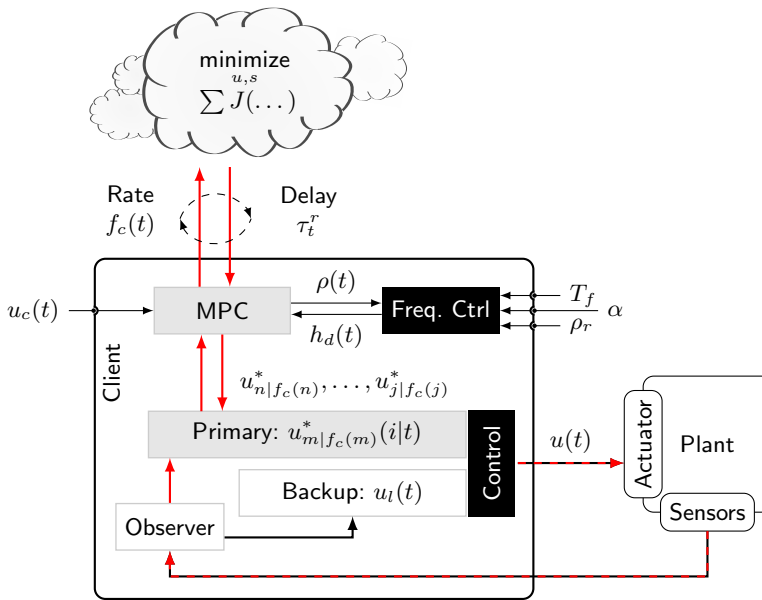 minimize
u,s
∑ J(...)
Rate
f_c(t)
Delay
τ_t^r
u_c(t)
MPC
ρ(t)
h_d(t)
Freq. Ctrl
T_f
α
ρ_r
Client
u^*_{n|f_c(n)}, ..., u^*_{j|f_c(j)}
Primary: u^*_{m|f_c(m)}(i|t)
Backup: u_l(t)
Control
Observer
u(t)
Actuator
Plant
Sensors